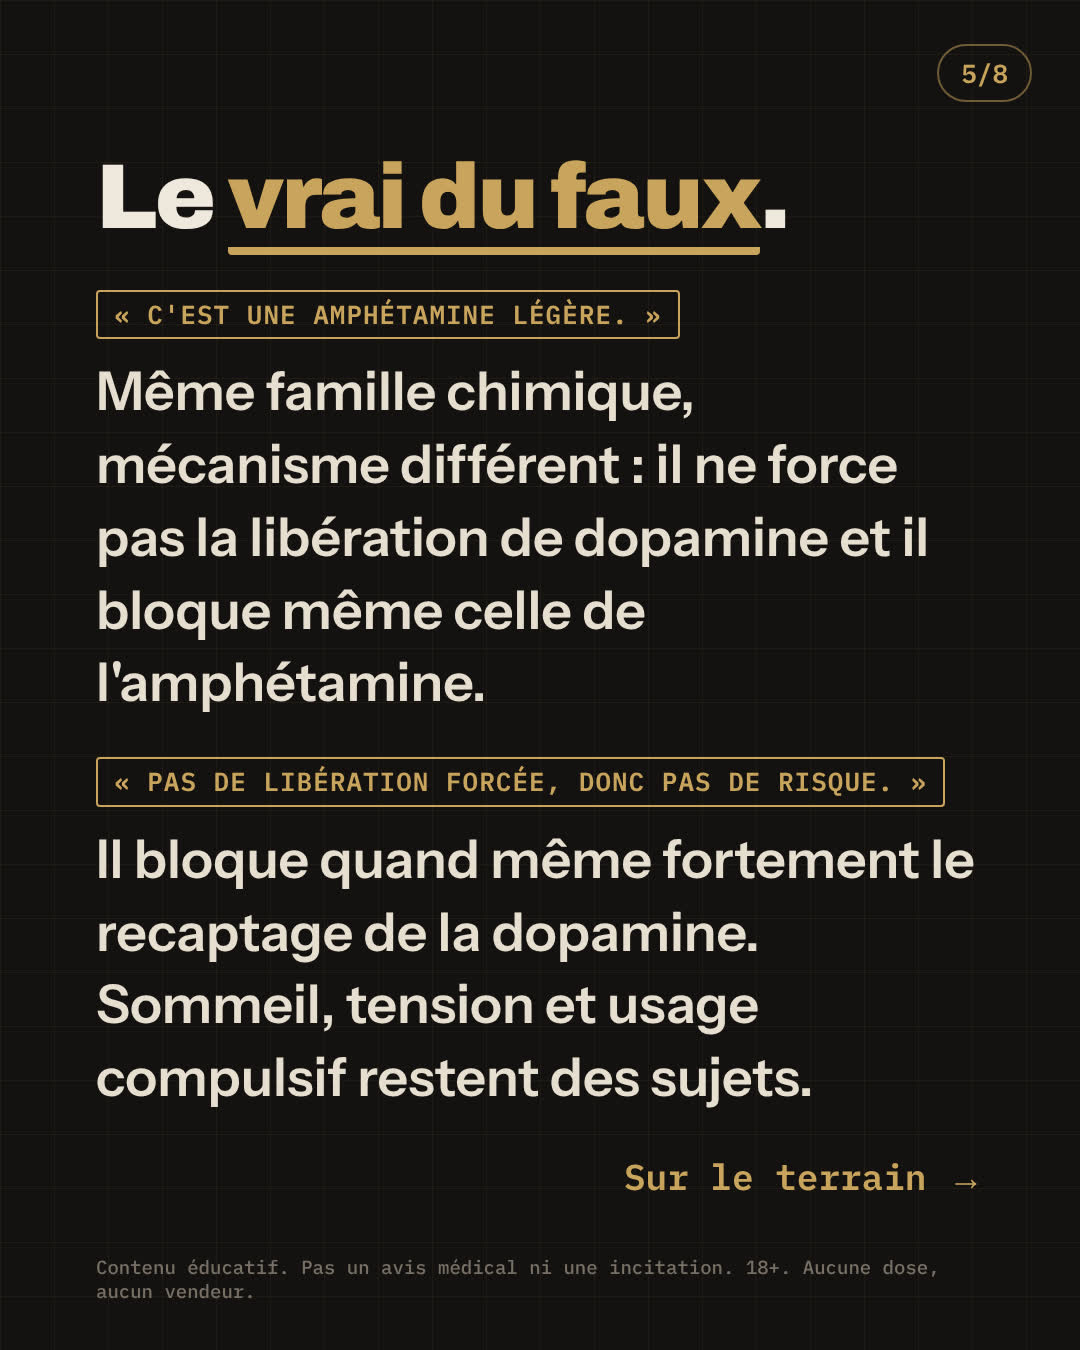 5/8
Le vrai du faux.
« C'EST UNE AMPHÉTAMINE LÉGÈRE. »
Même famille chimique,
mécanisme différent : il ne force
pas la libération de dopamine et il
bloque même celle de
l'amphétamine.
« PAS DE LIBÉRATION FORCÉE, DONC PAS DE RISQUE. »
Il bloque quand même fortement le
recaptage de la dopamine.
Sommeil, tension et usage
compulsif restent des sujets.
Sur le terrain →
Contenu éducatif. Pas un avis médical ni une incitation. 18+. Aucune dose,
aucun vendeur.